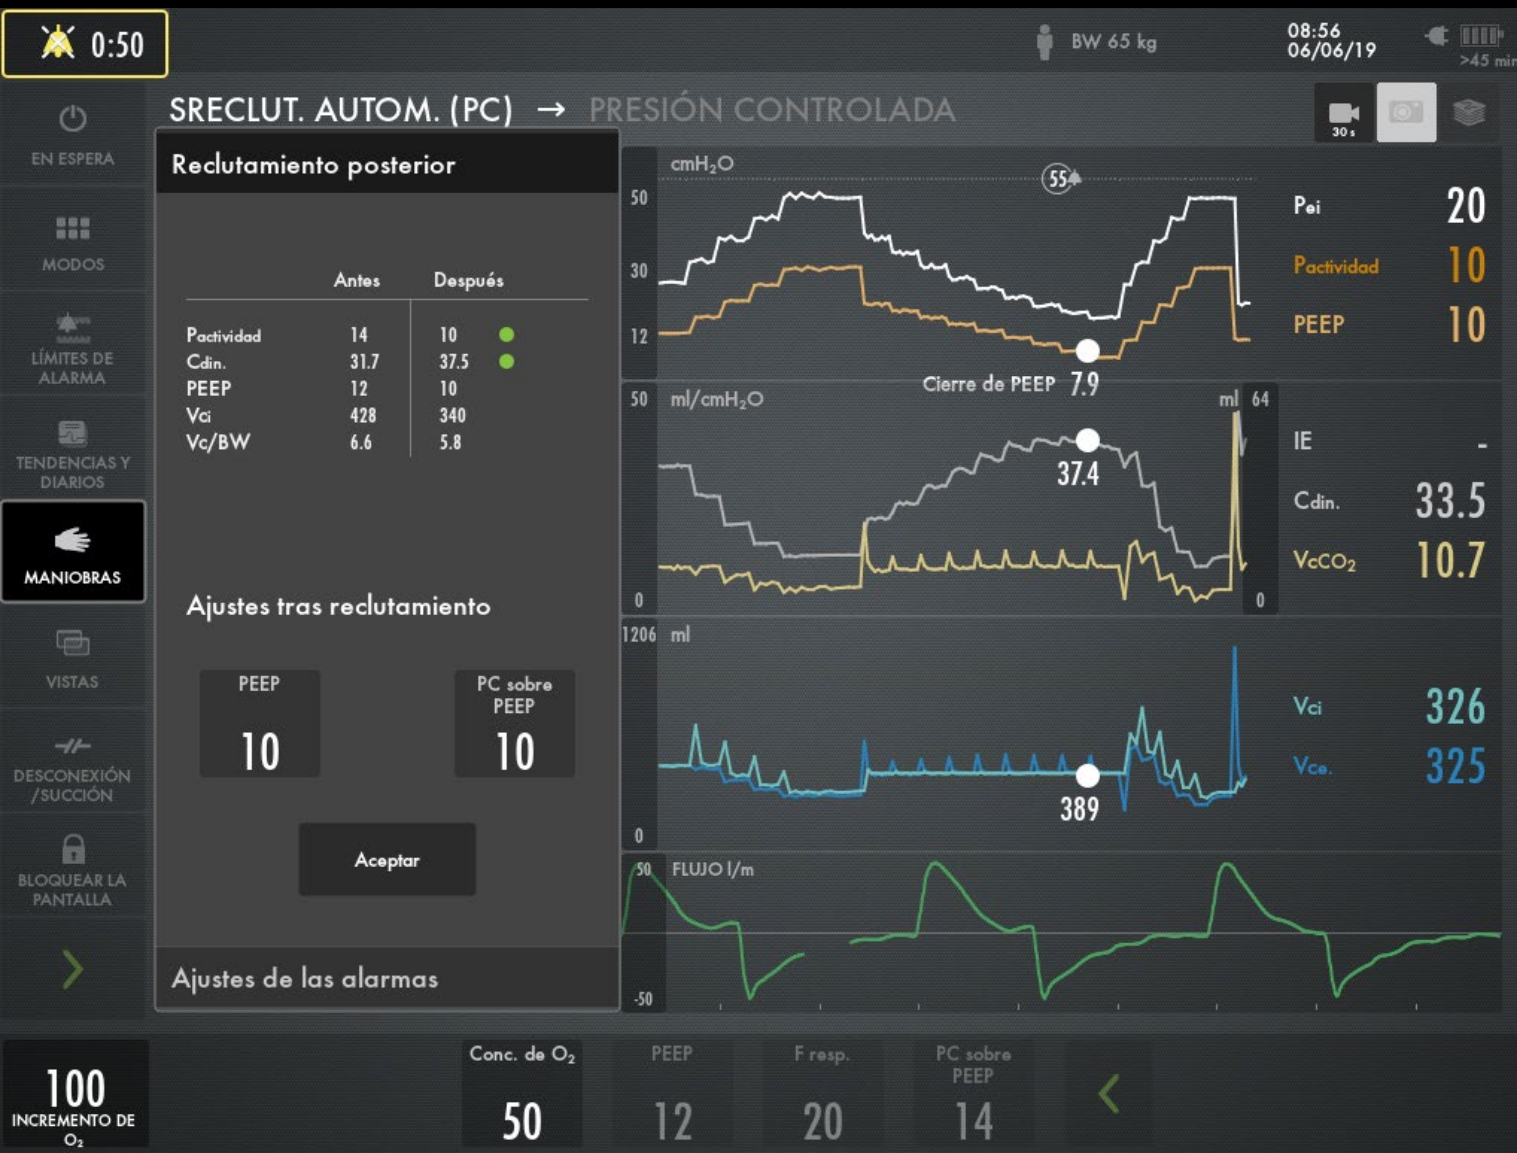 0:50
BW 65 kg
08:56
06/06/19
>45 min
SRECLUT. AUTOM. (PC) → PRESIÓN CONTROLADA
30 s
EN ESPERA
MODOS
LÍMITES DE
ALARMA
TENDENCIAS Y
DIARIOS
MANIOBRAS
VISTAS
DESCONEXIÓN
/SUCCIÓN
BLOQUEAR LA
PANTALLA
Reclutamiento posterior
Antes Después
Pactividad 14 10
Cdin. 31.7 37.5
PEEP 12 10
Vci 428 340
Vc/BW 6.6 5.8
Ajustes tras reclutamiento
PEEP
10
PC sobre
PEEP
10
Aceptar
Ajustes de las alarmas
cmH₂O
55
50
30
12
Cierre de PEEP 7.9
Pei 20
Pactividad 10
PEEP 10
50 ml/cmH₂O
ml 64
37.4
0
0
IE -
Cdin. 33.5
VcCO₂ 10.7
1206 ml
389
0
Vci 326
Vce. 325
50 FLUJO l/m
-50
100
INCREMENTO DE
O₂
Conc. de O₂
50
PEEP
12
F resp.
20
PC sobre
PEEP
14